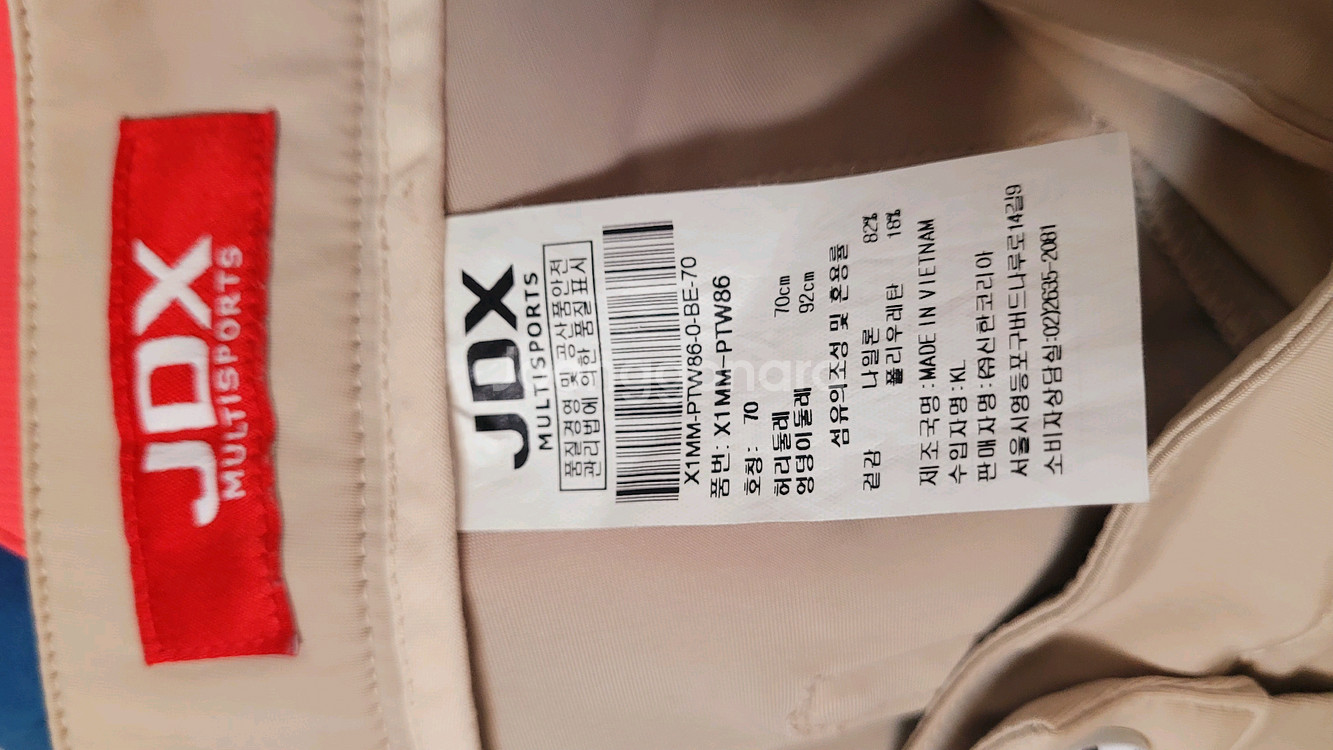 JDX
MULTISPORTS
JDX
MULTISPORTS
품질경영 및 공산품안전
관리법에 의한 품질표시
X1MM-PTW86-0-BE-70
품번: X1MM-PTW86
호칭: 70
허리둘레 70cm
엉덩이둘레 92cm
섬유의조성 및 혼용률
겉감 나일론 82%
폴리우레탄 18%
제조국명:MADE IN VIETNAM
수입자명:KL
판매자명:㈜신한코리아
서울시영등포구버드나루로14길9
소비자상담실:02)2635-2081